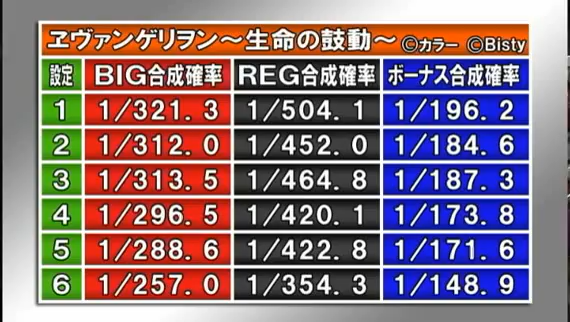 ヱヴァンゲリヲン～生命の鼓動～ ©カラー ©Bisty
設定 BIG合成確率 REG合成確率 ボーナス合成確率
1 1/321.3 1/504.1 1/196.2
2 1/312.0 1/452.0 1/184.6
3 1/313.5 1/464.8 1/187.3
4 1/296.5 1/420.1 1/173.8
5 1/288.6 1/422.8 1/171.6
6 1/257.0 1/354.3 1/148.9